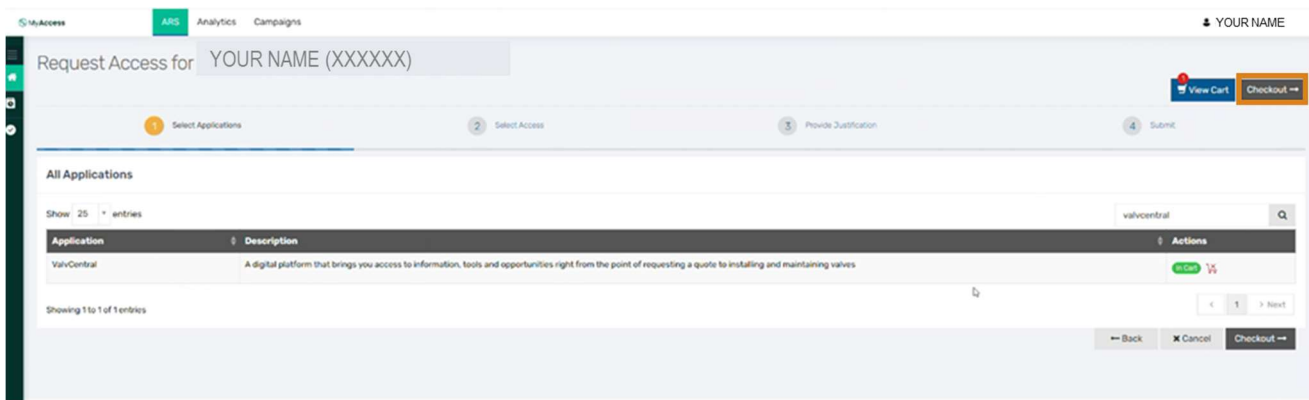 MyAccess ARS Analytics Campaigns YOUR NAME
Request Access for YOUR NAME (XXXXXX)
1
View Cart Checkout →
1 Select Applications 2 Select Access 3 Provide Justification 4 Submit
All Applications
Show 25 entries valvcentral
Application Description Actions
ValvCentral A digital platform that brings you access to information, tools and opportunities right from the point of requesting a quote to installing and maintaining valves In Cart
Showing 1 to 1 of 1 entries < 1 > Next
← Back × Cancel Checkout →